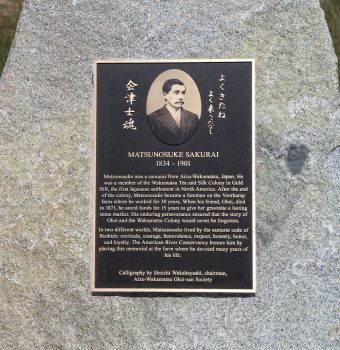 会津士魂
よくきたね
よく来らった
MATSUNOSUKE SAKURAI
1834 - 1901
Matsunosuke was a samurai from Aizu-Wakamatsu, Japan. He
was a member of the Wakamatsu Tea and Silk Colony in Gold
Hill, the first Japanese settlement in North America. After the end
of the colony, Matsunosuke became a foreman on the Veerkamp
farm where he worked for 30 years. When his friend, Okei, died
in 1871, he saved funds for 15 years to give her gravesite a lasting
stone marker. His enduring perseverance ensured that the story of
Okei and the Wakamatsu Colony would never be forgotten.
In two different worlds, Matsunosuke lived by the samurai code of
Bushido: rectitude, courage, benevolence, respect, honesty, honor,
and loyalty. The American River Conservancy honors him by
placing this memorial at the farm where he devoted many years of
his life.
Calligraphy by Shoichi Wakabayashi, chairman,
Aizu-Wakamatsu Okei-san Society